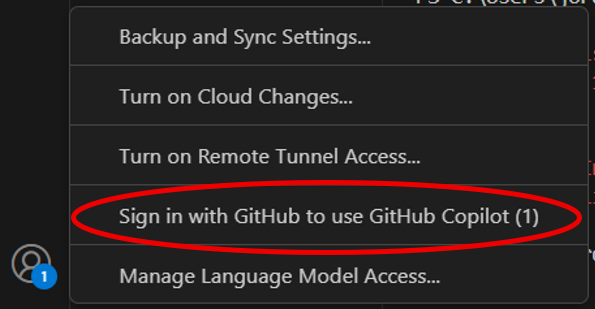 Backup and Sync Settings...
Turn on Cloud Changes...
Turn on Remote Tunnel Access...
Sign in with GitHub to use GitHub Copilot (1)
1
Manage Language Model Access...